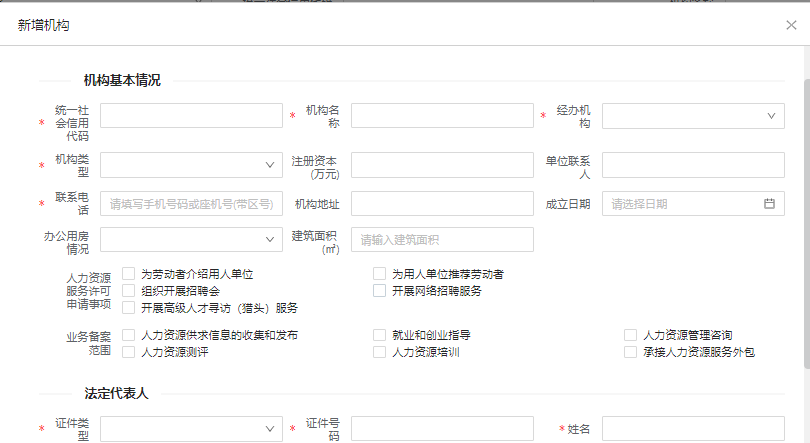 新增机构
机构基本情况
* 统一社会信用代码
* 机构名称
* 经办机构
* 机构类型
注册资本(万元)
单位联系人
* 联系电话 请填写手机号码或座机号(带区号)
机构地址
成立日期 请选择日期
办公用房情况
建筑面积(㎡) 请输入建筑面积
人力资源服务许可申请事项
为劳动者介绍用人单位
为用人单位推荐劳动者
组织开展招聘会
开展网络招聘服务
开展高级人才寻访（猎头）服务
业务备案范围
人力资源供求信息的收集和发布
就业和创业指导
人力资源管理咨询
人力资源测评
人力资源培训
承接人力资源服务外包
法定代表人
* 证件类型
* 证件号码
* 姓名